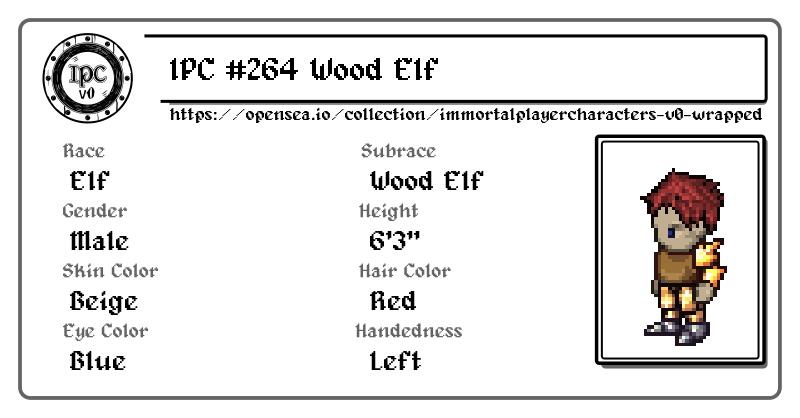 IPC
v0
IPC #264 Wood Elf
https://opensea.io/collection/immortalplayercharacters-v0-wrapped
Race
Elf
Subrace
Wood Elf
Gender
Male
Height
6'3"
Skin Color
Beige
Hair Color
Red
Eye Color
Blue
Handedness
Left